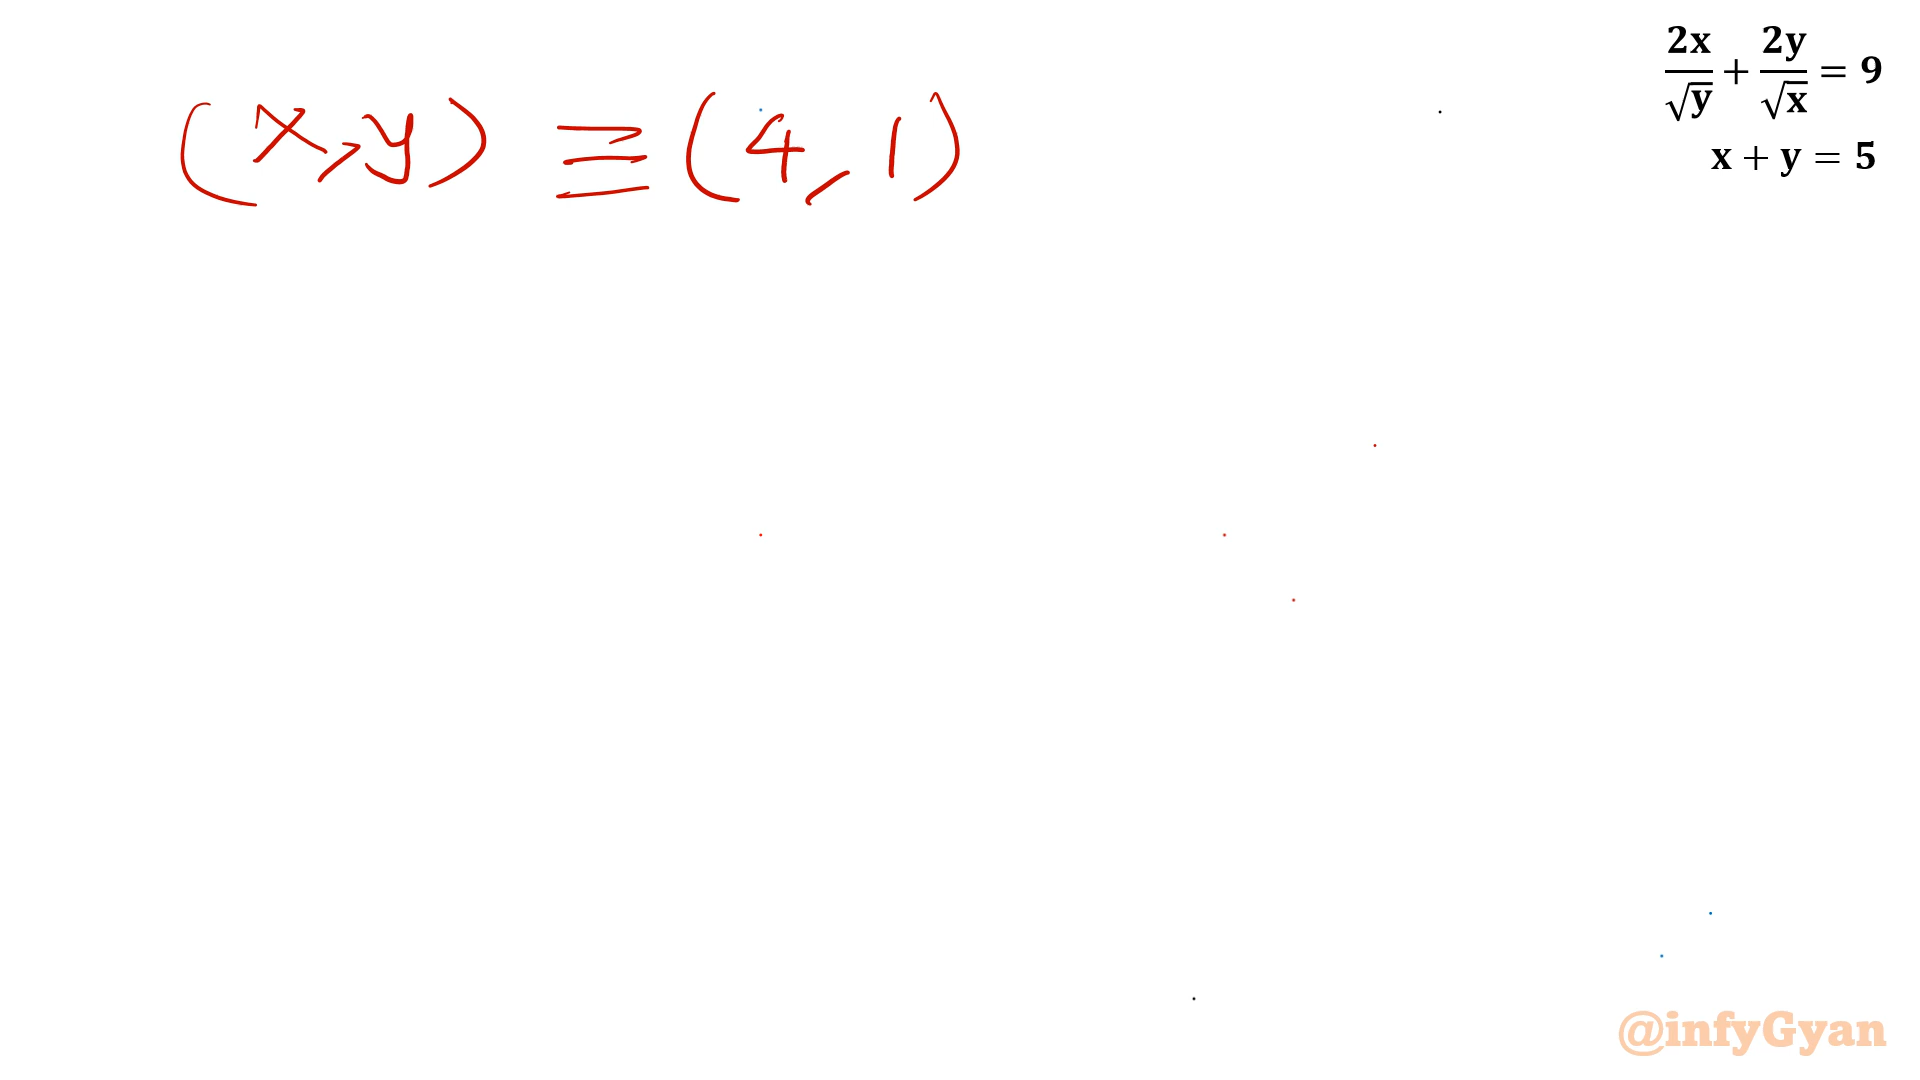 (x, y) ≡ (4, 1)
2x/√y + 2y/√x = 9
x + y = 5
@infyGyan